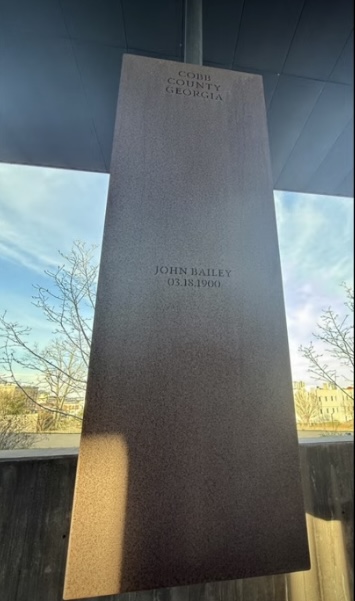 COBB
COUNTY
GEORGIA
JOHN BAILEY
03.18.1900